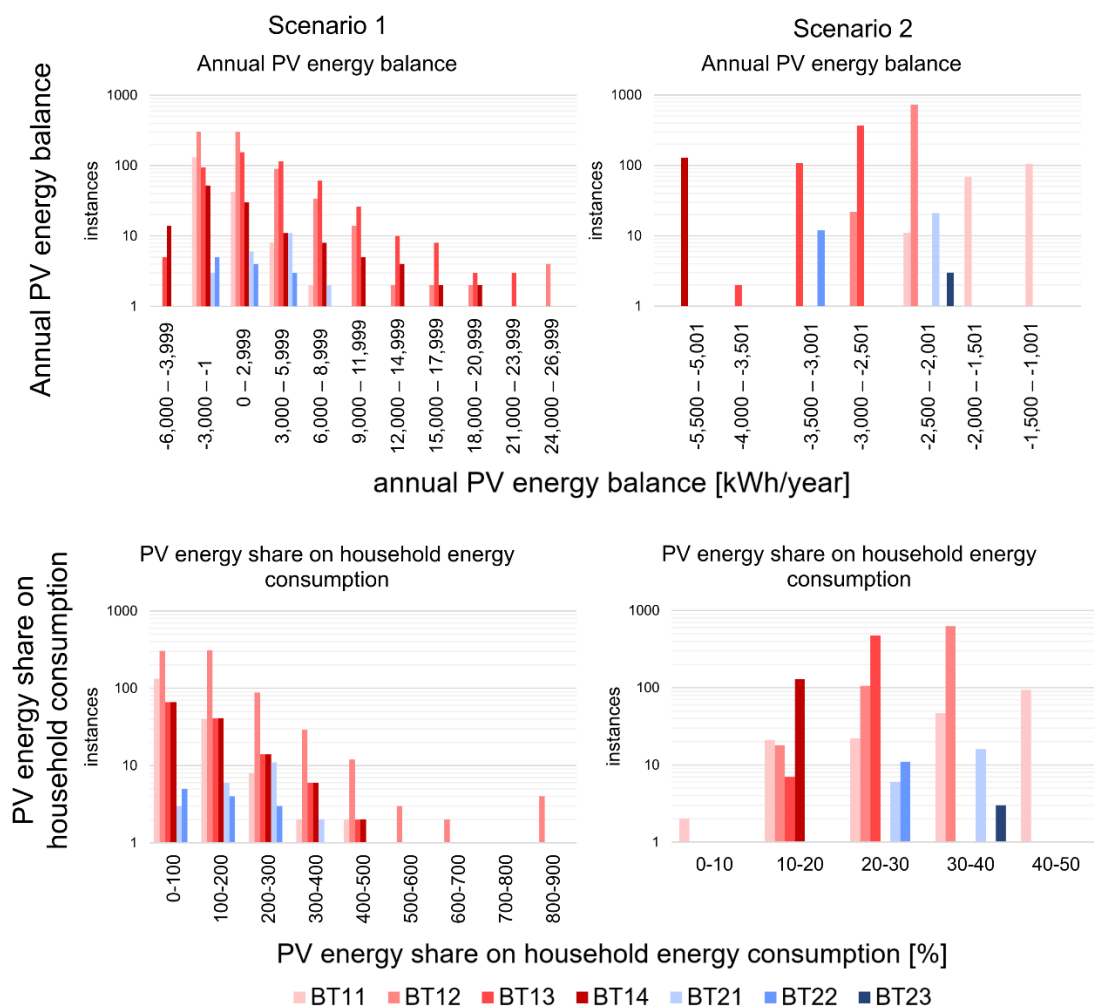 Scenario 1
Scenario 2
Annual PV energy balance
Annual PV energy balance
Annual PV energy balance
instances
1000
100
10
1
-6,000 – -3,999
-3,000 – -1
0 – 2,999
3,000 – 5,999
6,000 – 8,999
9,000 – 11,999
12,000 – 14,999
15,000 – 17,999
18,000 – 20,999
21,000 – 23,999
24,000 – 26,999
instances
1000
100
10
1
-5,500 – -5,001
-4,000 – -3,501
-3,500 – -3,001
-3,000 – -2,501
-2,500 – -2,001
-2,000 – -1,501
-1,500 – -1,001
annual PV energy balance [kWh/year]
PV energy share on
household consumption
PV energy share on household energy
consumption
instances
1000
100
10
1
0-100
100-200
200-300
300-400
400-500
500-600
600-700
700-800
800-900
PV energy share on household energy
consumption
instances
1000
100
10
1
0-10
10-20
20-30
30-40
40-50
PV energy share on household energy consumption [%]
BT11 BT12 BT13 BT14 BT21 BT22 BT23